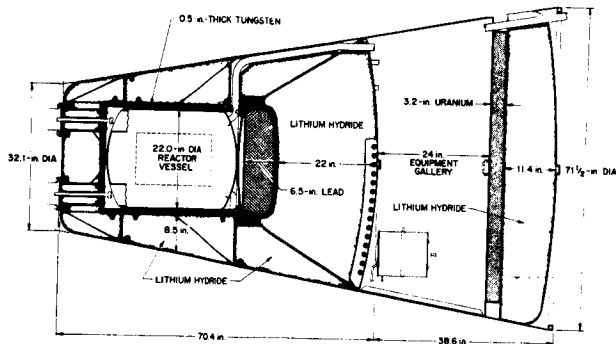 0.5 in.-THICK TUNGSTEN
32.1-in. DIA
22.0-in DIA
REACTOR
VESSEL
8.5 in.
LITHIUM HYDRIDE
LITHIUM HYDRIDE
22 in.
6.5-in. LEAD
3.2-in. URANIUM
24 in.
EQUIPMENT
GALLERY
11.4 in.
71 1/2-in DIA
LITHIUM HYDRIDE
70.4 in.
38.6 in.